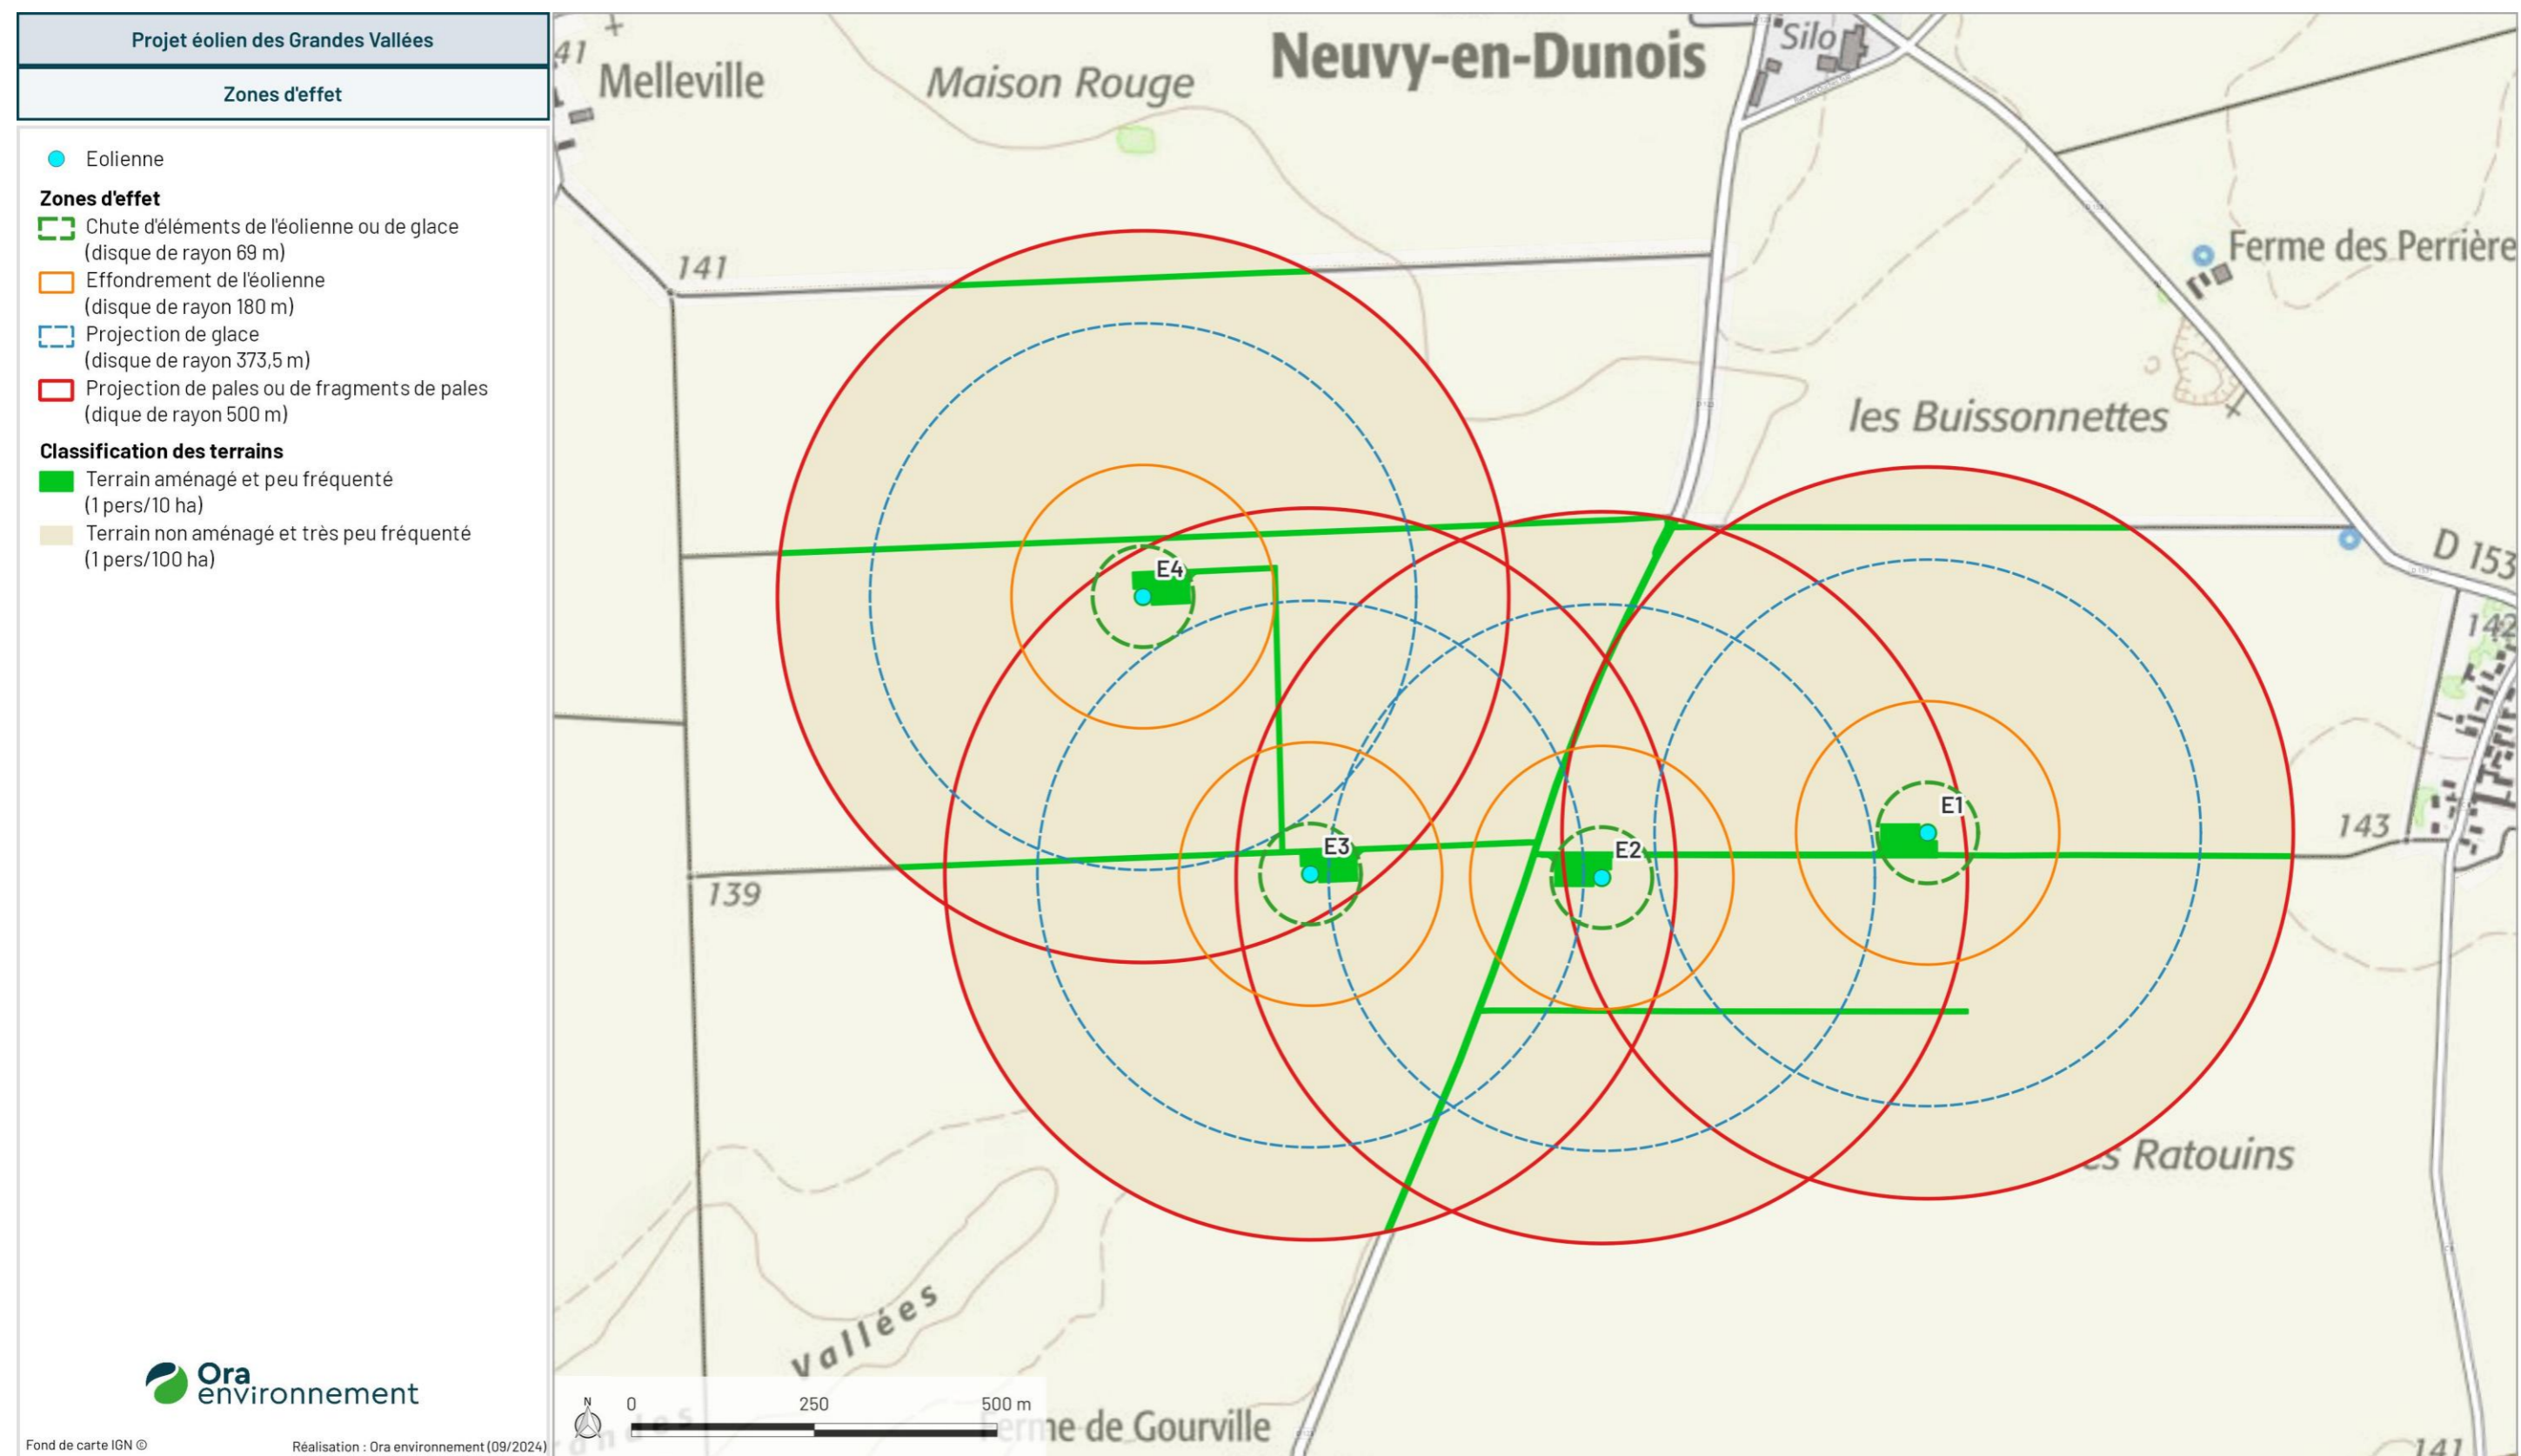 Projet éolien des Grandes Vallées
Zones d'effet
Eolienne
Zones d'effet
Chute d'éléments de l'éolienne ou de glace
(disque de rayon 69 m)
Effondrement de l'éolienne
(disque de rayon 180 m)
Projection de glace
(disque de rayon 373,5 m)
Projection de pales ou de fragments de pales
(dique de rayon 500 m)
Classification des terrains
Terrain aménagé et peu fréquenté
(1 pers/10 ha)
Terrain non aménagé et très peu fréquenté
(1 pers/100 ha)
Ora
environnement
Fond de carte IGN ©
Réalisation : Ora environnement (09/2024)
41
Melleville
Maison Rouge
Neuvy-en-Dunois
Silo
141
Ferme des Perrière
les Buissonnettes
D 153
142
E4
E1
E3
E2
143
139
es Ratouins
Vallées
N
0
250
500 m
erme de Gourville
141